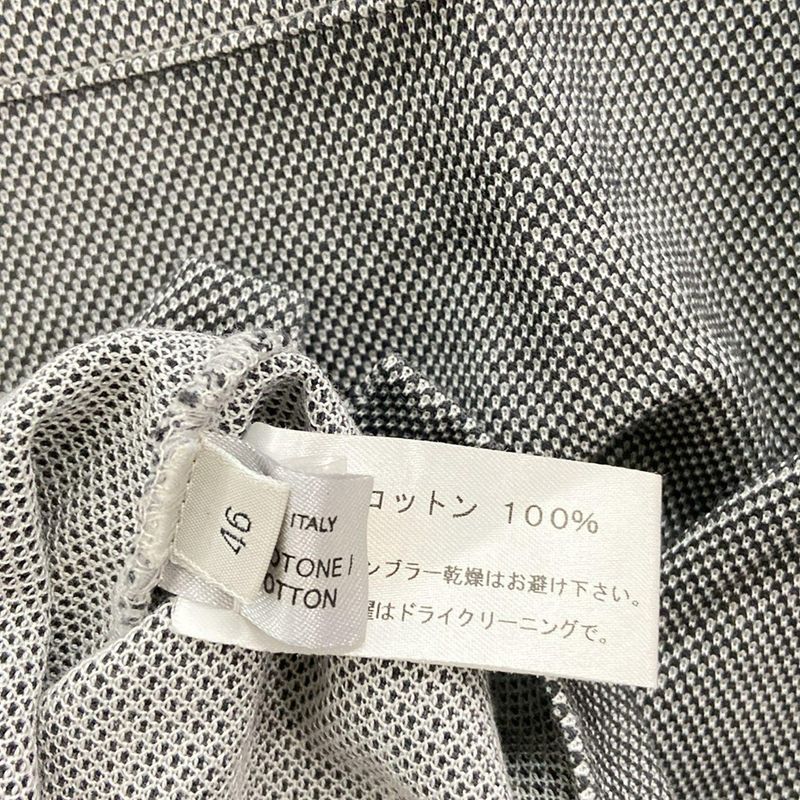 46
ITALY
OTONE
OTTON
コットン 100%
ンブラー乾燥はお避け下さい。
濯はドライクリーニングで。